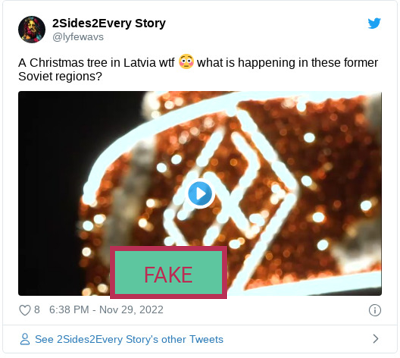 2Sides2Every Story
@lyfewavs
A Christmas tree in Latvia wtf 😳 what is happening in these former
Soviet regions?
FAKE
8 6:38 PM - Nov 29, 2022
See 2Sides2Every Story's other Tweets